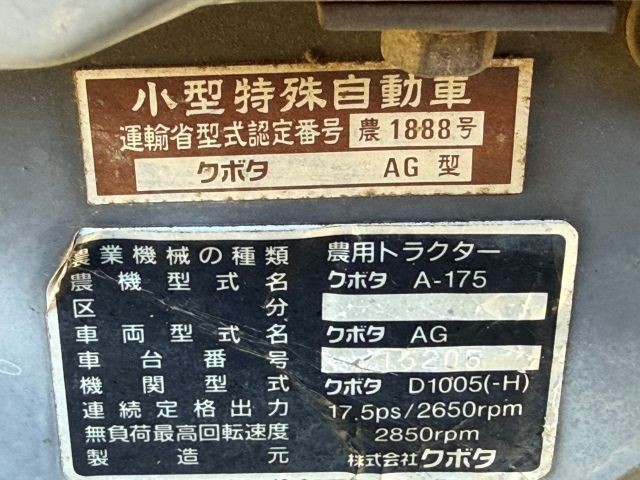 小型特殊自動車
運輸省型式認定番号 農1888号
クボタ AG 型
農業機械の種類 農用トラクター
農機型式名 クボタ A-175
区分
車両型式名 クボタ AG
車台番号
機関型式 クボタ D1005(-H)
連続定格出力 17.5ps/2650rpm
無負荷最高回転速度 2850rpm
製造元 株式会社クボタ